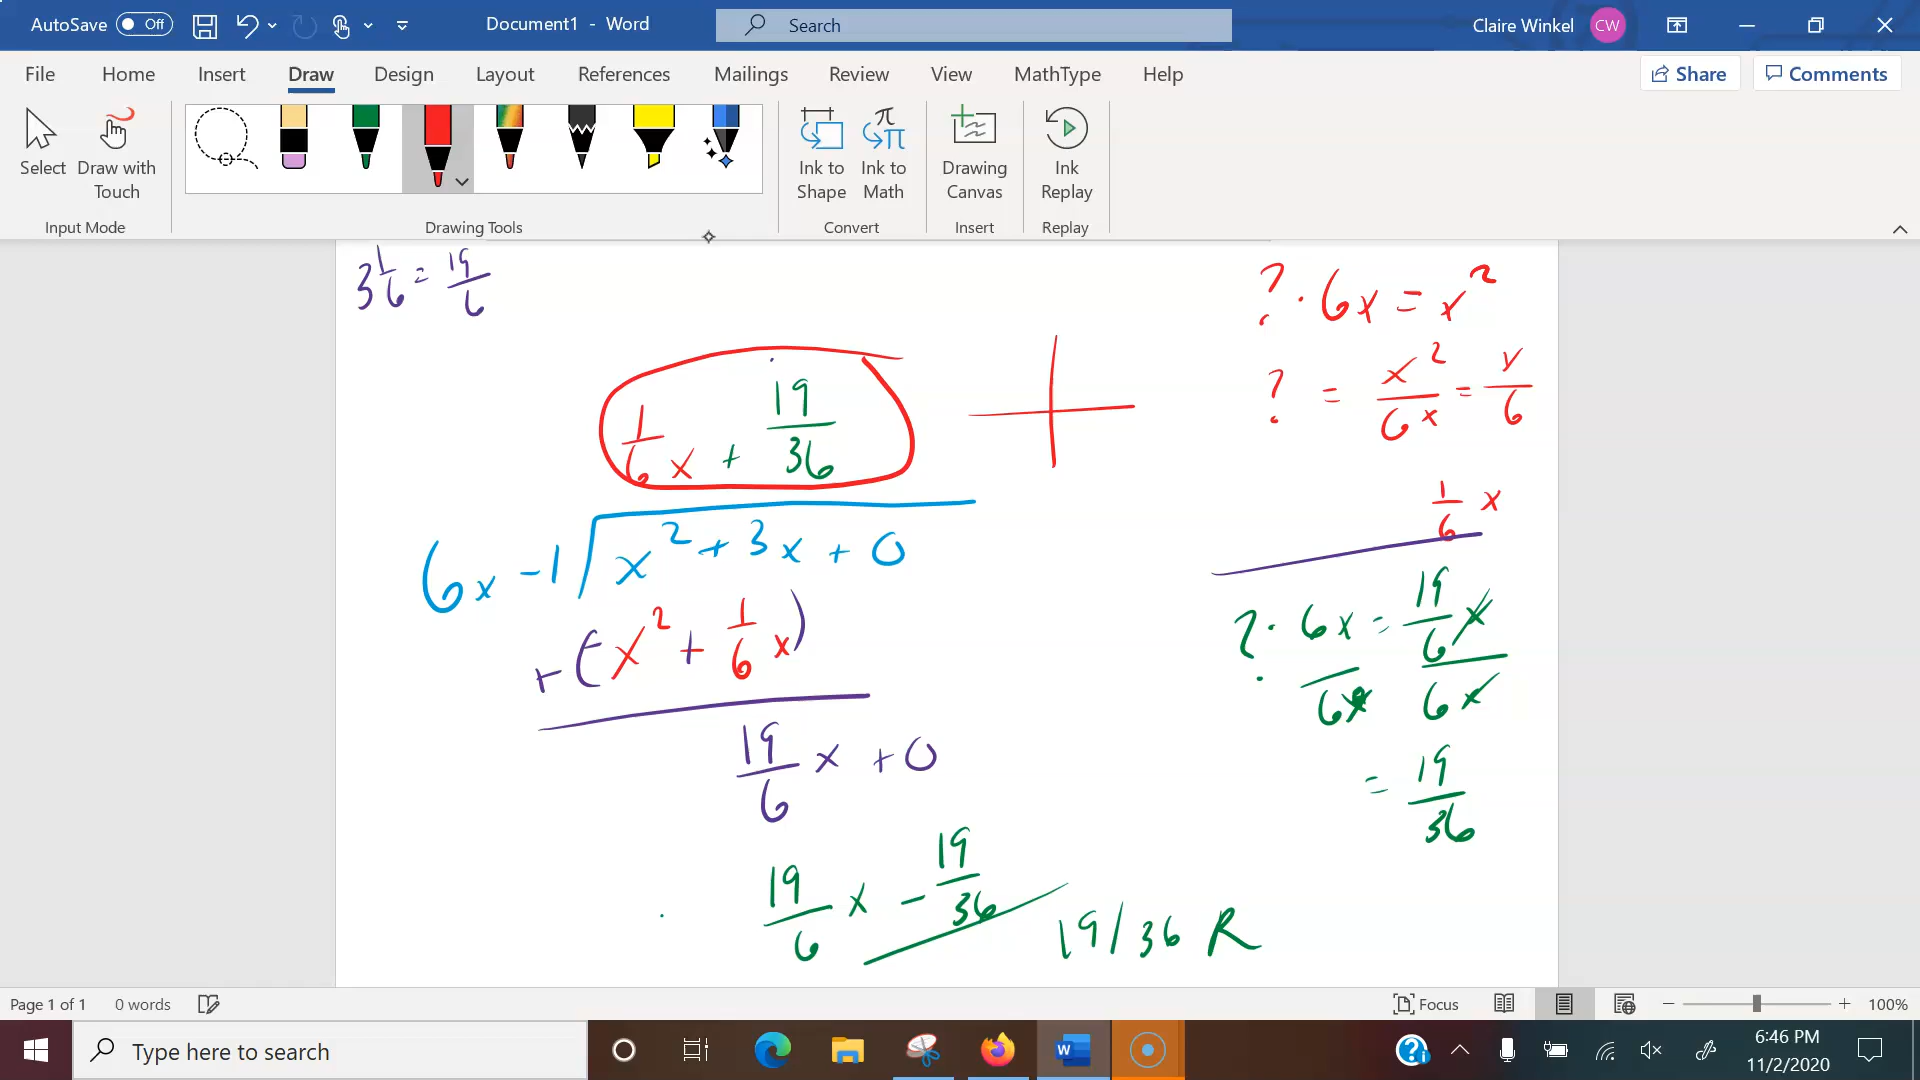 AutoSave Off Document1 - Word Search Claire Winkel CW
File Home Insert Draw Design Layout References Mailings Review View MathType Help Share Comments
Select Draw with Touch Ink to Shape Ink to Math Drawing Canvas Ink Replay
Input Mode Drawing Tools Convert Insert Replay
3 1/6 = 19/6
? · 6x = x²
? = x²/6x = x/6
1/6 x
1/6 x + 19/36
6x - 1 x² + 3x + 0
+ (- x² + 1/6 x)
19/6 x + 0
19/6 x - 19/36
19/36 R
? · 6x = 19/6 x
6x 6x
= 19/36
Page 1 of 1 0 words Focus 100%
Type here to search 6:46 PM
11/2/2020